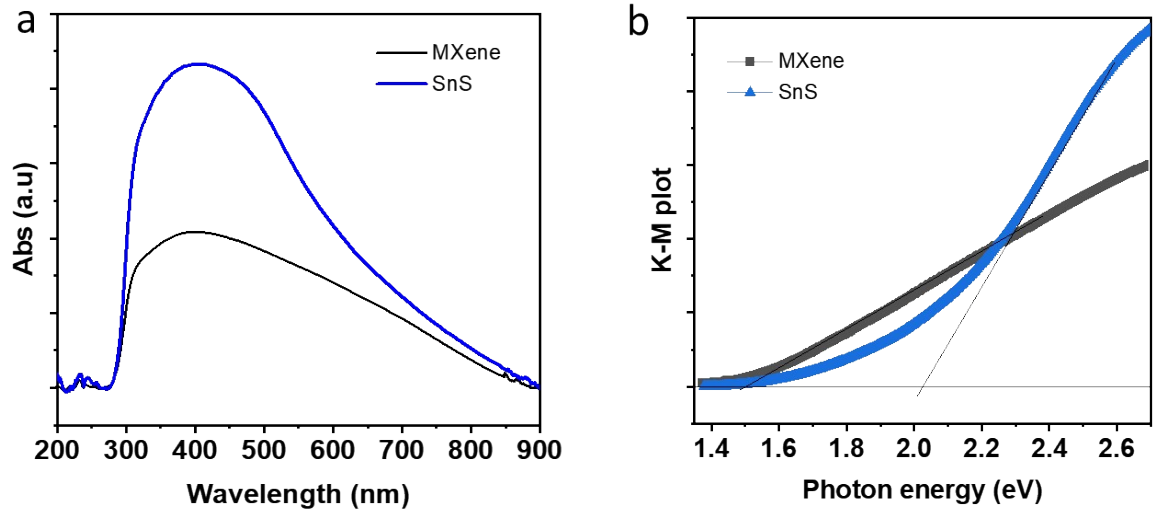 a
MXene
SnS
Abs (a.u)
200 300 400 500 600 700 800 900
Wavelength (nm)
b
MXene
SnS
K-M plot
1.4 1.6 1.8 2.0 2.2 2.4 2.6
Photon energy (eV)